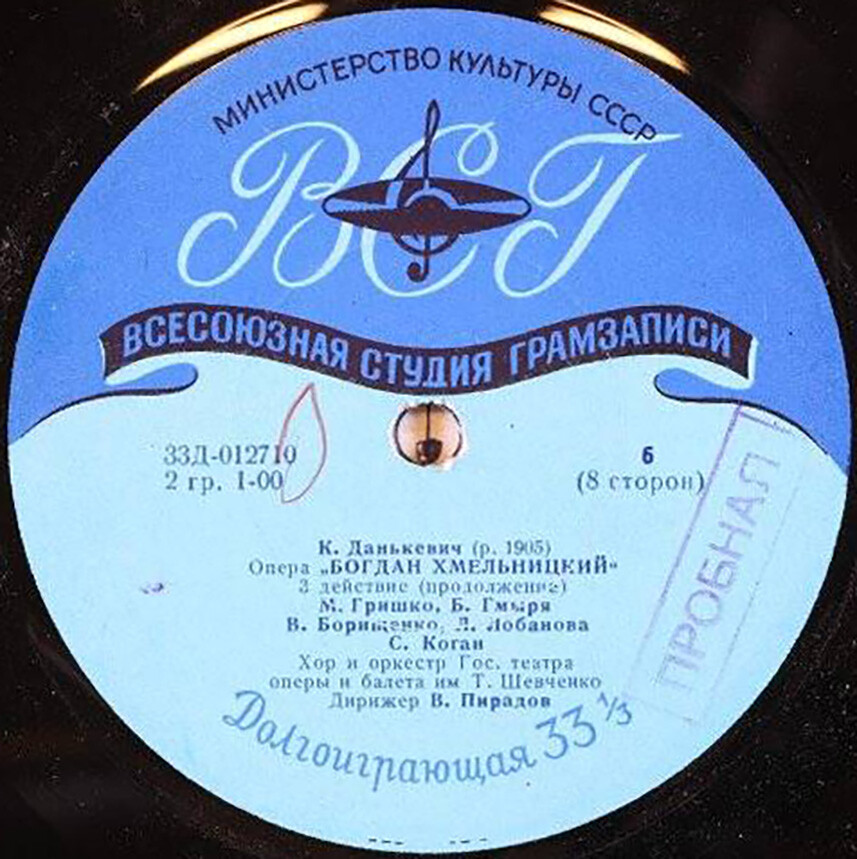 МИНИСТЕРСТВО КУЛЬТУРЫ СССР
ВСГ
ВСЕСОЮЗНАЯ СТУДИЯ ГРАМЗАПИСИ
33Д-012710
2 гр. 1-00
6
(8 сторон)
ПРОБНАЛ
К. Данькевич (р. 1905)
Опера „БОГДАН ХМЕЛЬНИЦКИЙ“
3 действие (продолжение)
М. Гришко, Б. Гмыря
В. Борищенко, Л. Лобанова
С. Коган
Хор и оркестр Гос. театра
оперы и балета им Т. Шевченко
Дирижер В. Пирадов
Долгоиграющая 33 1/3